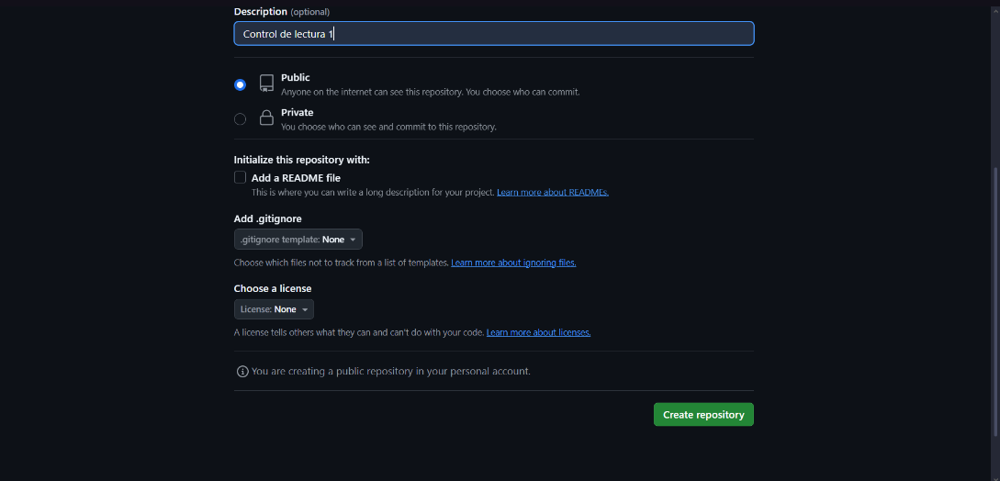 Description (optional)
Control de lectura 1
Public
Anyone on the internet can see this repository. You choose who can commit.
Private
You choose who can see and commit to this repository.
Initialize this repository with:
Add a README file
This is where you can write a long description for your project. Learn more about READMEs.
Add .gitignore
.gitignore template: None
Choose which files not to track from a list of templates. Learn more about ignoring files.
Choose a license
License: None
A license tells others what they can and can't do with your code. Learn more about licenses.
You are creating a public repository in your personal account.
Create repository